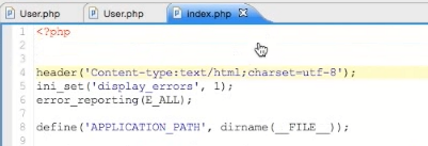 User.php User.php index.php
1 <?php
2
3
4 header('Content-type:text/html;charset=utf-8');
5 ini_set('display_errors', 1);
6 error_reporting(E_ALL);
7
8 define('APPLICATION_PATH', dirname(__FILE__));
9